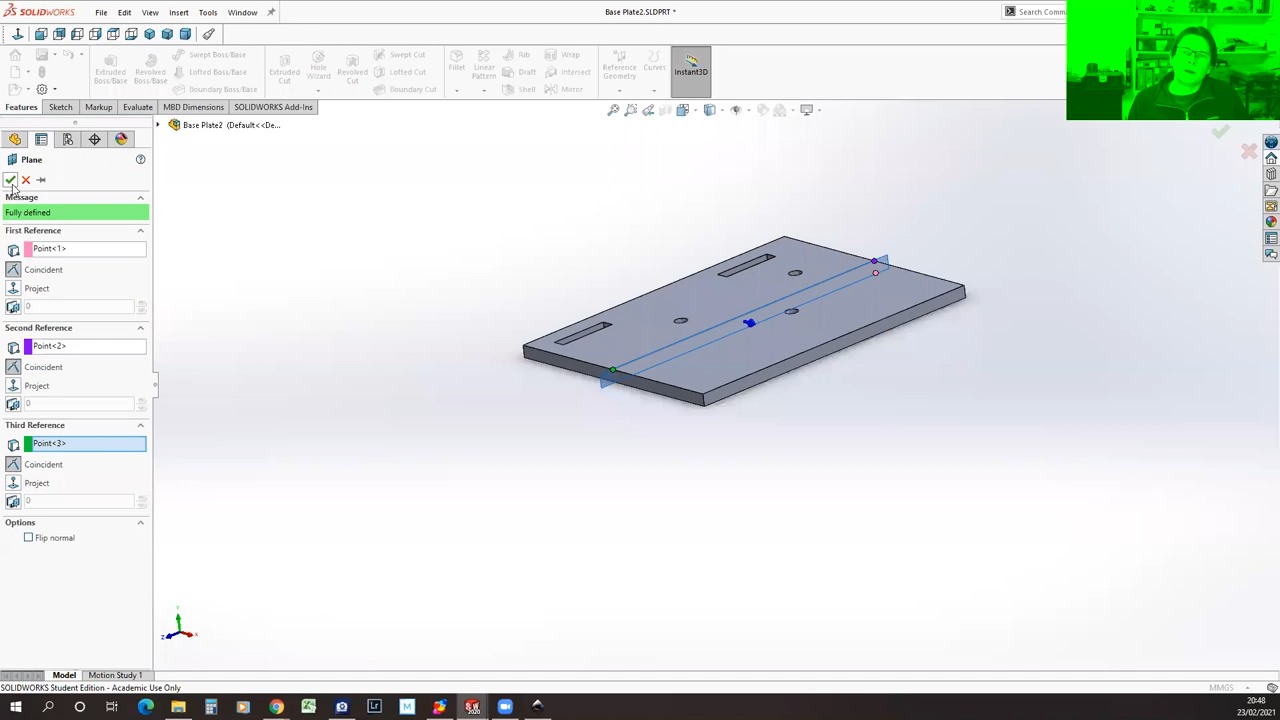 SOLIDWORKS File Edit View Insert Tools Window Base Plate2.SLDPRT * Search Comm
Extruded Boss/Base
Revolved Boss/Base
Swept Boss/Base
Lofted Boss/Base
Boundary Boss/Base
Extruded Cut
Hole Wizard
Revolved Cut
Swept Cut
Lofted Cut
Boundary Cut
Fillet
Linear Pattern
Rib
Draft
Shell
Wrap
Intersect
Mirror
Reference Geometry
Curves
Instant3D
Features Sketch Markup Evaluate MBD Dimensions SOLIDWORKS Add-Ins
Base Plate2 (Default<<De...
Plane
Message
Fully defined
First Reference
Point<1>
Coincident
Project
0
Second Reference
Point<2>
Coincident
Project
0
Third Reference
Point<3>
Coincident
Project
0
Options
Flip normal
Y
Z X
Model Motion Study 1
SOLIDWORKS Student Edition - Academic Use Only MMGS
20:48
23/02/2021